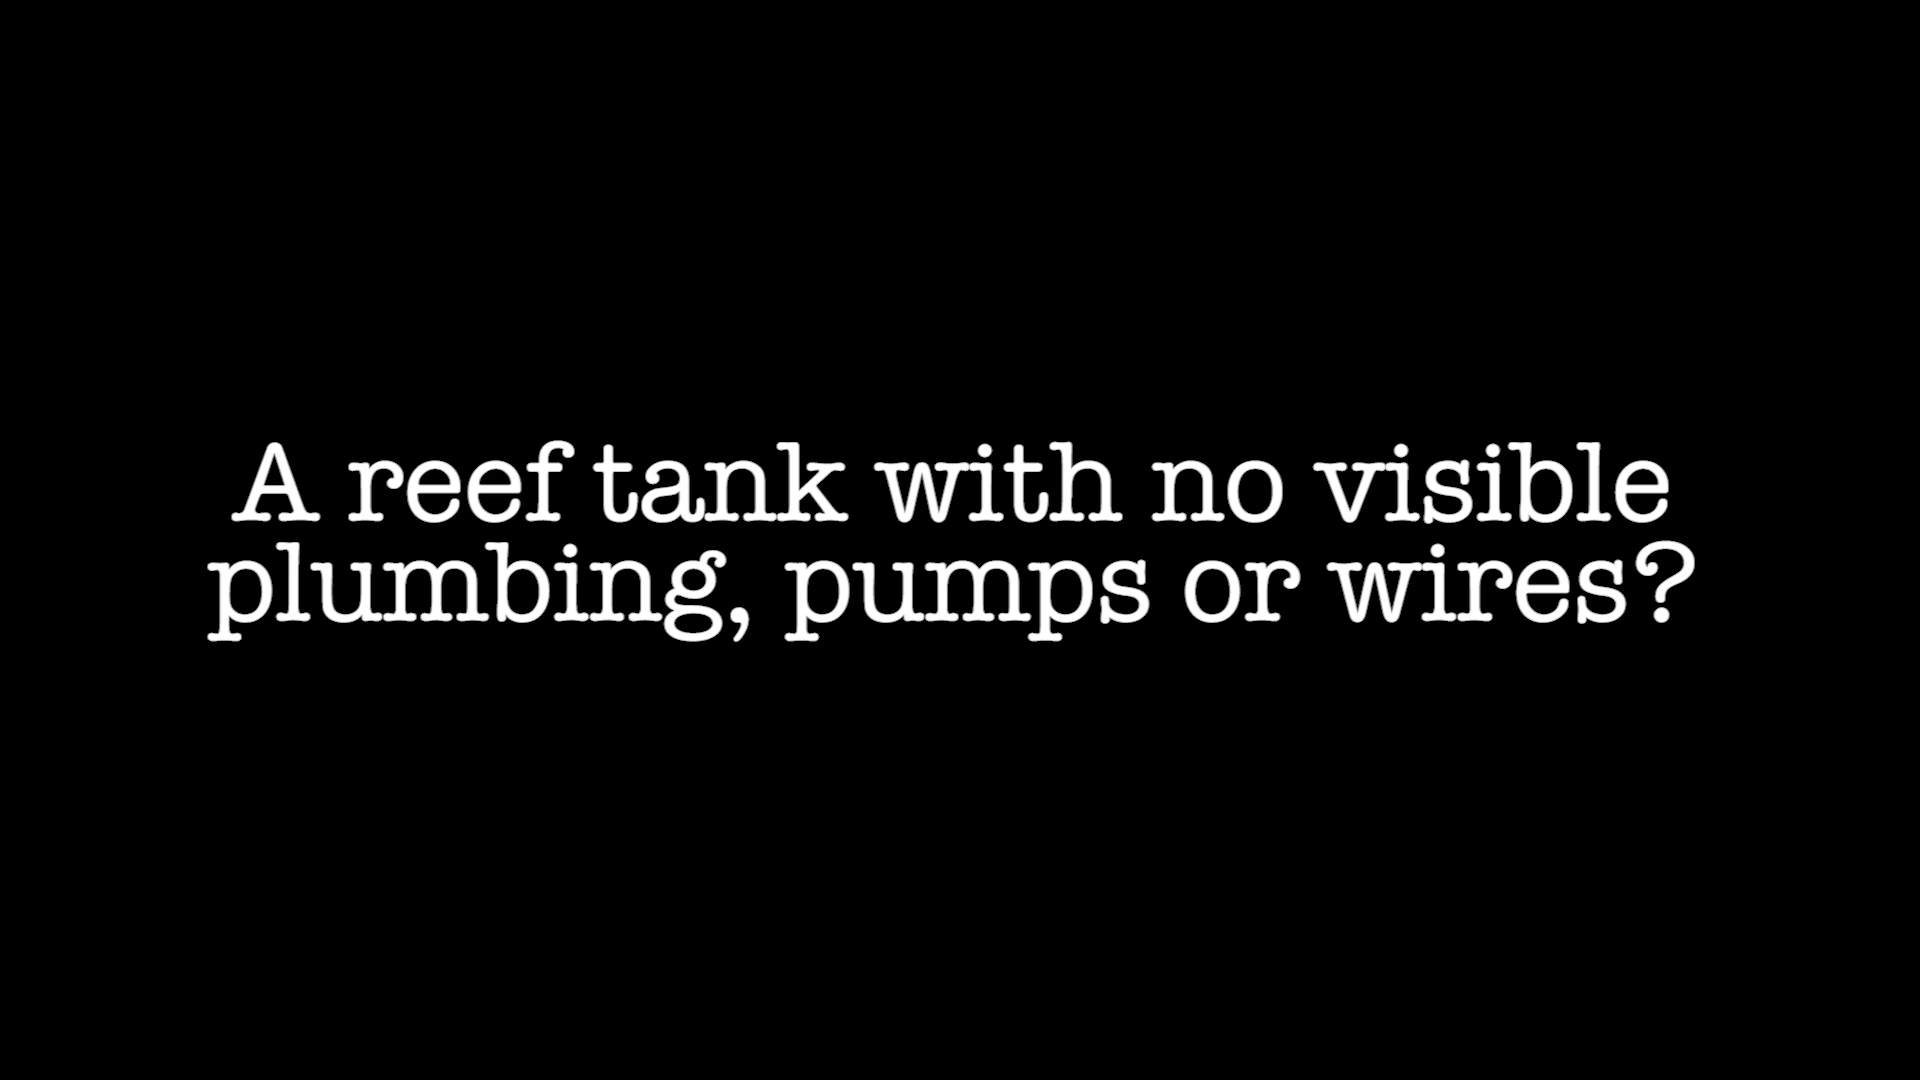 A reef tank with no visible
plumbing, pumps or wires?